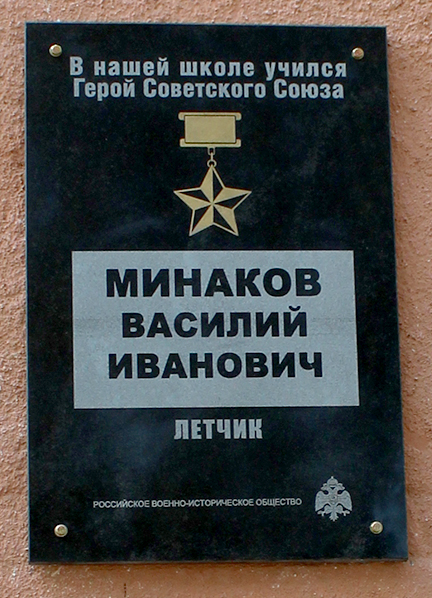 В нашей школе учился
Герой Советского Союза
МИНАКОВ
ВАСИЛИЙ
ИВАНОВИЧ
ЛЕТЧИК
РОССИЙСКОЕ ВОЕННО-ИСТОРИЧЕСКОЕ ОБЩЕСТВО